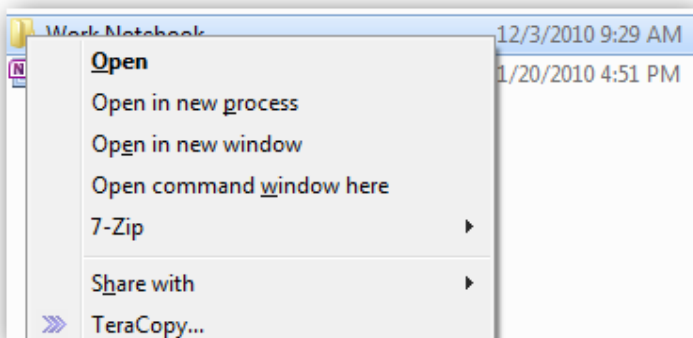 Work Notebook 12/3/2010 9:29 AM
1/20/2010 4:51 PM
Open
Open in new process
Open in new window
Open command window here
7-Zip
Share with
TeraCopy...